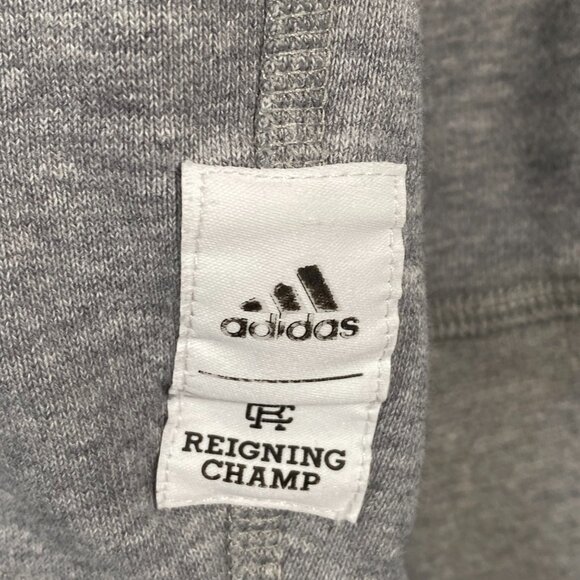 adidas
RC
REIGNING
CHAMP